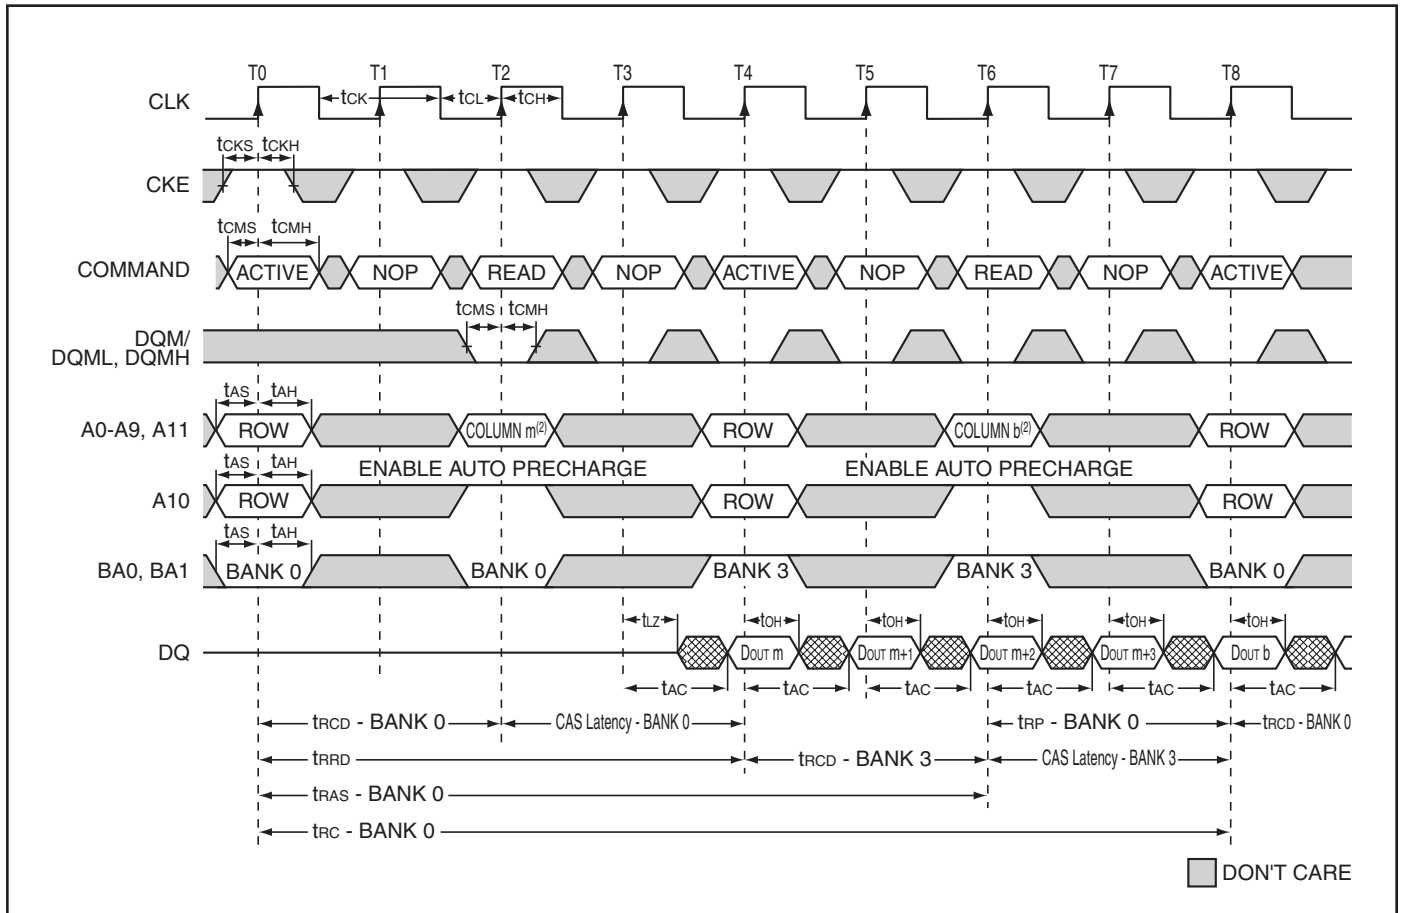 T0 T1 T2 T3 T4 T5 T6 T7 T8
CLK tCK tCL tCH
tCKS tCKH
CKE
tCMS tCMH
COMMAND ACTIVE NOP READ NOP ACTIVE NOP READ NOP ACTIVE
tCMS tCMH
DQM/
DQML, DQMH
tAS tAH
A0-A9, A11 ROW COLUMN m(2) ROW COLUMN b(2) ROW
tAS tAH ENABLE AUTO PRECHARGE ENABLE AUTO PRECHARGE
A10 ROW ROW ROW
tAS tAH
BA0, BA1 BANK 0 BANK 0 BANK 3 BANK 3 BANK 0
tLZ tOH tOH tOH tOH tOH
DQ DOUT m DOUT m+1 DOUT m+2 DOUT m+3 DOUT b
tAC tAC tAC tAC tAC tAC
tRCD - BANK 0 CAS Latency - BANK 0 tRP - BANK 0 tRCD - BANK 0
tRRD tRCD - BANK 3 CAS Latency - BANK 3
tRAS - BANK 0
tRC - BANK 0
DON'T CARE